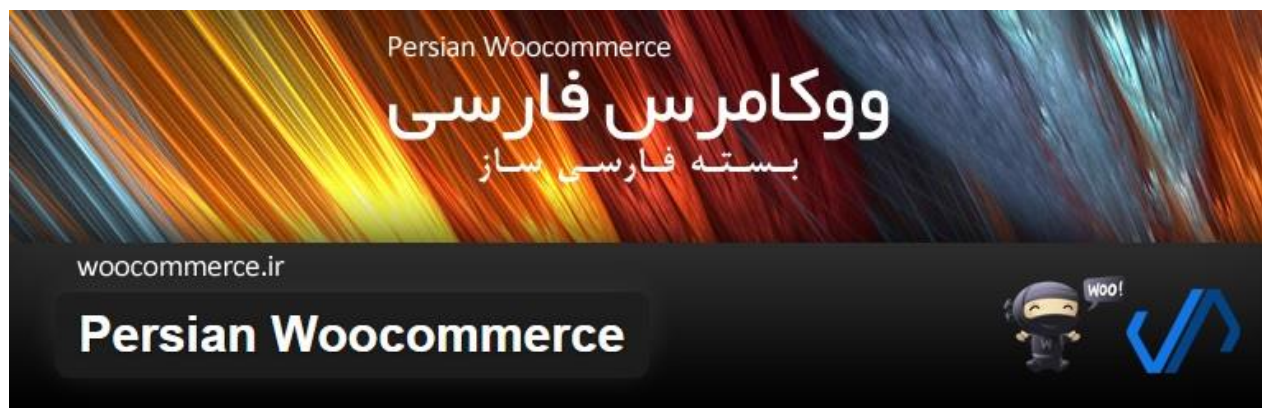 Persian Woocommerce
ووکامرس فارسی
بسته فارسی ساز
woocommerce.ir
Persian Woocommerce
Woo!
W